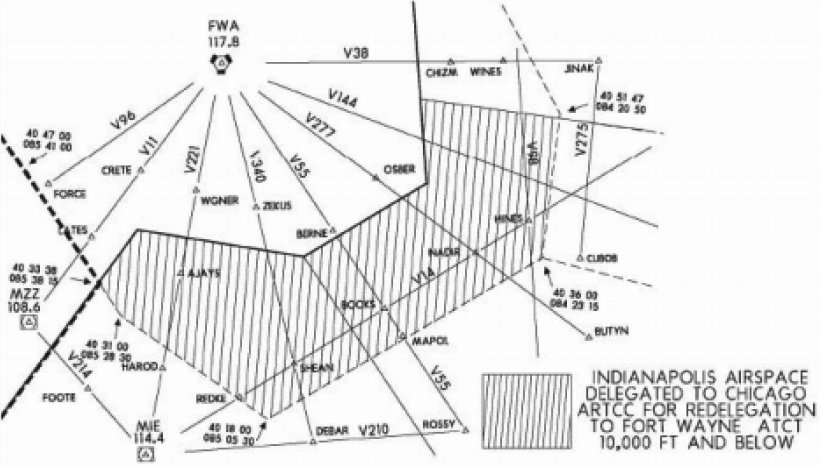 FWA
117.8
V38
CHIZM
WINES
JINAK
V144
V96
V277
40 51 47
084 20 50
40 47 00
085 41 00
V11
V221
V340
V55
V98
V275
CRETE
OSBER
FORCE
WGNER
ZEXUS
HINES
CATES
BERNE
NADIR
CUBOB
40 33 38
085 38 15
AJAYS
V14
MZZ
108.6
BOOKS
40 36 00
084 23 15
BUTYN
40 31 00
085 28 30
MAPOL
HAROD
SHEAN
V214
V55
FOOTE
REDKE
INDIANAPOLIS AIRSPACE
DELEGATED TO CHICAGO
ARTCC FOR REDELEGATION
TO FORT WAYNE ATCT
10,000 FT AND BELOW
MIE
114.4
40 18 00
085 05 30
DEBAR
V210
ROSSY